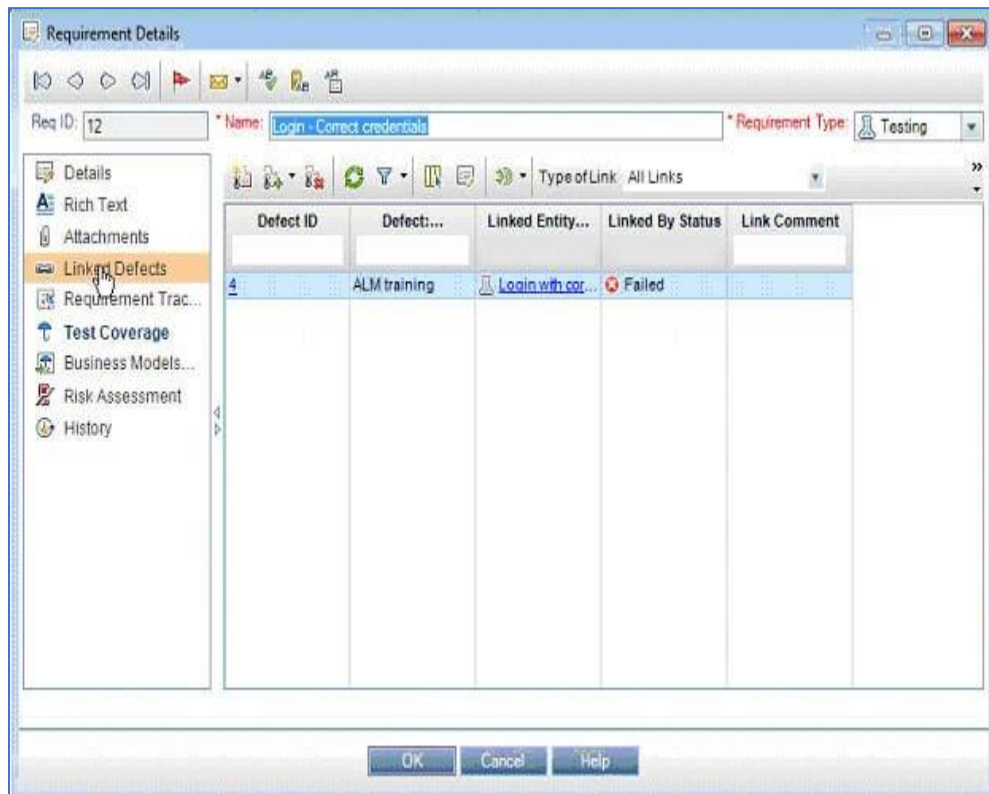 Requirement Details
Req ID: 12
* Name: Login - Correct credentials
* Requirement Type: Testing
Details
Rich Text
Attachments
Linked Defects
Requirement Trac...
Test Coverage
Business Models...
Risk Assessment
History
Type of Link All Links
Defect ID Defect:... Linked Entity... Linked By Status Link Comment
4 ALM training Login with cor... Failed
OK Cancel Help